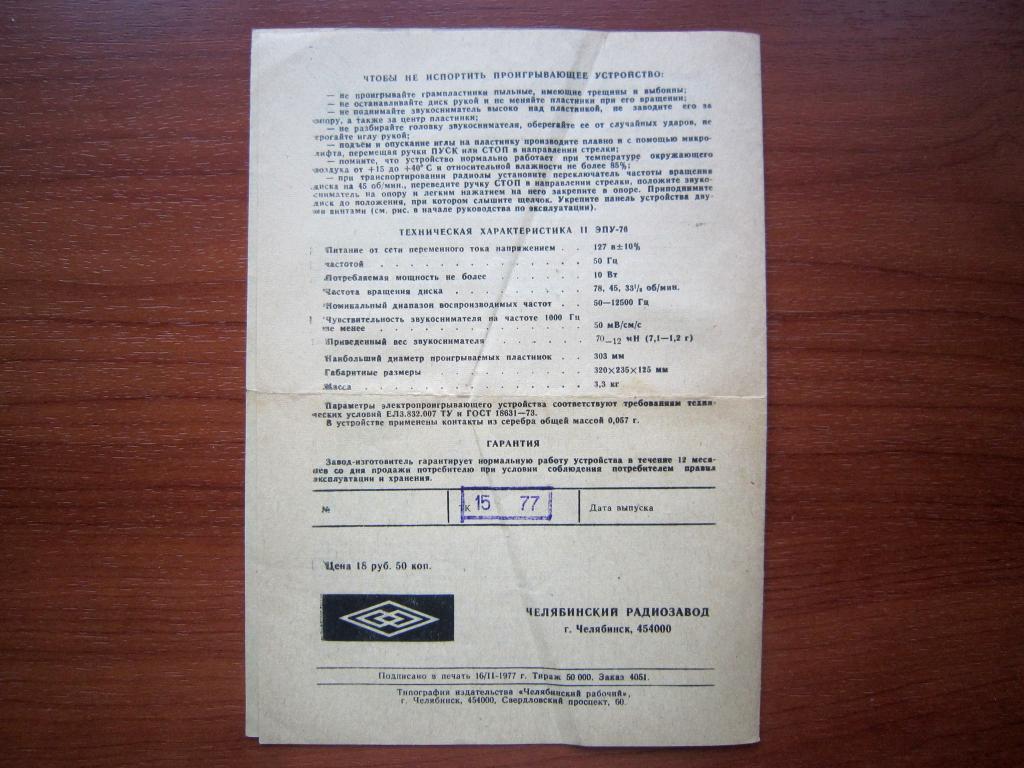 ЧТОБЫ НЕ ИСПОРТИТЬ ПРОИГРЫВАЮЩЕЕ УСТРОЙСТВО:
— не проигрывайте грампластинки пыльные, имеющие трещины и выбоины;
— не останавливайте диск рукой и не меняйте пластинки при его вращении;
— не поднимайте звукосниматель высоко над пластинкой, не заводите его за
опору, а также за центр пластинки;
— не разбирайте головку звукоснимателя, оберегайте ее от случайных ударов, не
трогайте иглу рукой;
— подъем и опускание иглы на пластинку производите плавно и с помощью микро-
лифта, перемещая ручки ПУСК или СТОП в направлении стрелки;
— помните, что устройство нормально работает при температуре окружающего
воздуха от +15 до +40°С и относительной влажности не более 85%;
— при транспортировании радиолы установите переключатель частоты вращения
диска на 45 об/мин., переведите ручку СТОП в направлении стрелки, положите звуко-
сниматель на опору и легким нажатием на него закрепите в опоре. Приподнимите
диск до положения, при котором слышите щелчок. Укрепите панель устройства дву-
мя винтами (см. рис. в начале руководства по эксплуатации).
ТЕХНИЧЕСКАЯ ХАРАКТЕРИСТИКА II ЭПУ-76
Питание от сети переменного тока напряжением . . 127 в±10%
частотой . . . . . . . . . . . . . 50 Гц
Потребляемая мощность не более . . . . . . 10 Вт
Частота вращения диска . . . . . . . . 78, 45, 33¹/₃ об/мин.
Номинальный диапазон воспроизводимых частот . . 50—12500 Гц
Чувствительность звукоснимателя на частоте 1000 Гц
не менее . . . . . . . . . . . . . 50 мВ/см/с
Приведенный вес звукоснимателя . . . . . . 70₋₁₂ мН (7,1—1,2 г)
Наибольший диаметр проигрываемых пластинок . . 303 мм
Габаритные размеры . . . . . . . . . . 320×235×125 мм
Масса . . . . . . . . . . . . . . 3,3 кг
Параметры электропроигрывающего устройства соответствуют требованиям техни-
ческих условий ЕЛ3.832.007 ТУ и ГОСТ 18631—73.
В устройстве применены контакты из серебра общей массой 0,057 г.
ГАРАНТИЯ
Завод-изготовитель гарантирует нормальную работу устройства в течение 12 меся-
цев со дня продажи потребителю при условии соблюдения потребителем правил
эксплуатации и хранения.
№ ТК 15 77 Дата выпуска
Цена 18 руб. 50 коп.
ЧЕЛЯБИНСКИЙ РАДИОЗАВОД
г. Челябинск, 454000
Подписано в печать 16/II-1977 г. Тираж 50 000. Заказ 4051.
Типография издательства «Челябинский рабочий»,
г. Челябинск, 454000, Свердловский проспект, 60.